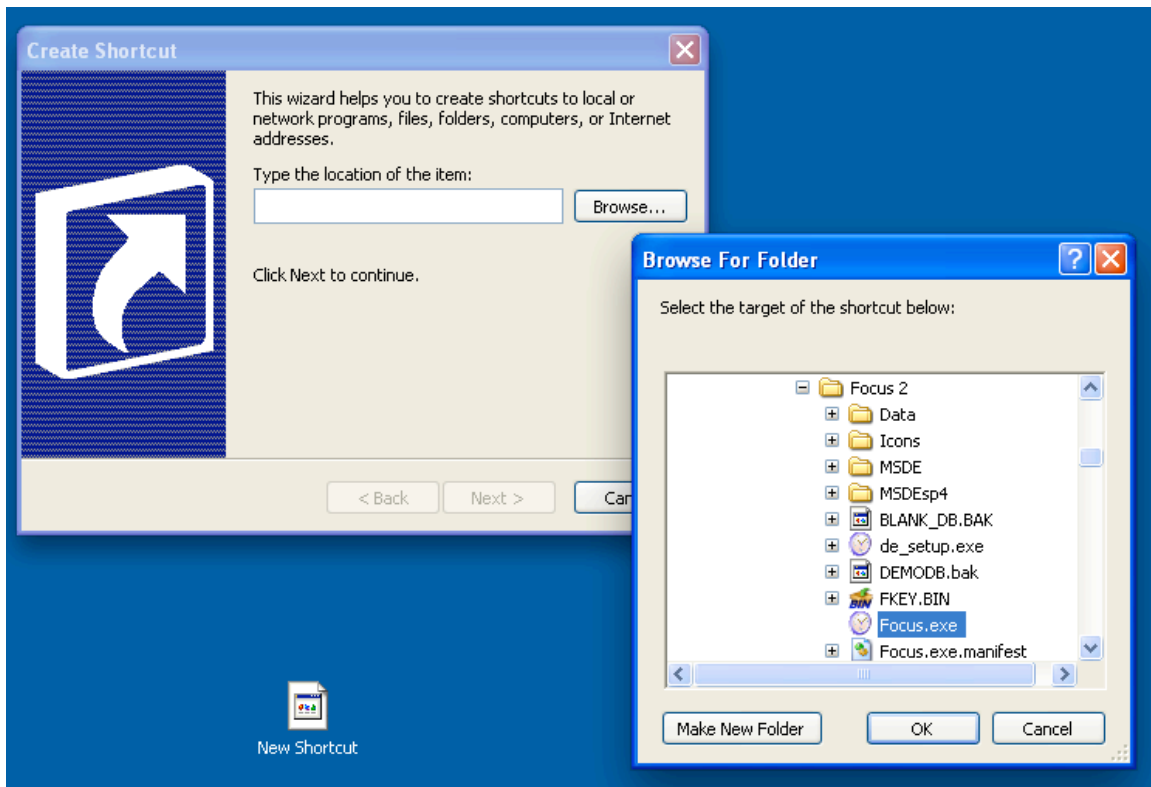 Create Shortcut
This wizard helps you to create shortcuts to local or
network programs, files, folders, computers, or Internet
addresses.
Type the location of the item:
Browse...
Click Next to continue.
< Back
Next >
Can
Browse For Folder
Select the target of the shortcut below:
Focus 2
Data
Icons
MSDE
MSDEsp4
BLANK_DB.BAK
de_setup.exe
DEMODB.bak
BIN
FKEY.BIN
Focus.exe
Focus.exe.manifest
Make New Folder
OK
Cancel
New Shortcut